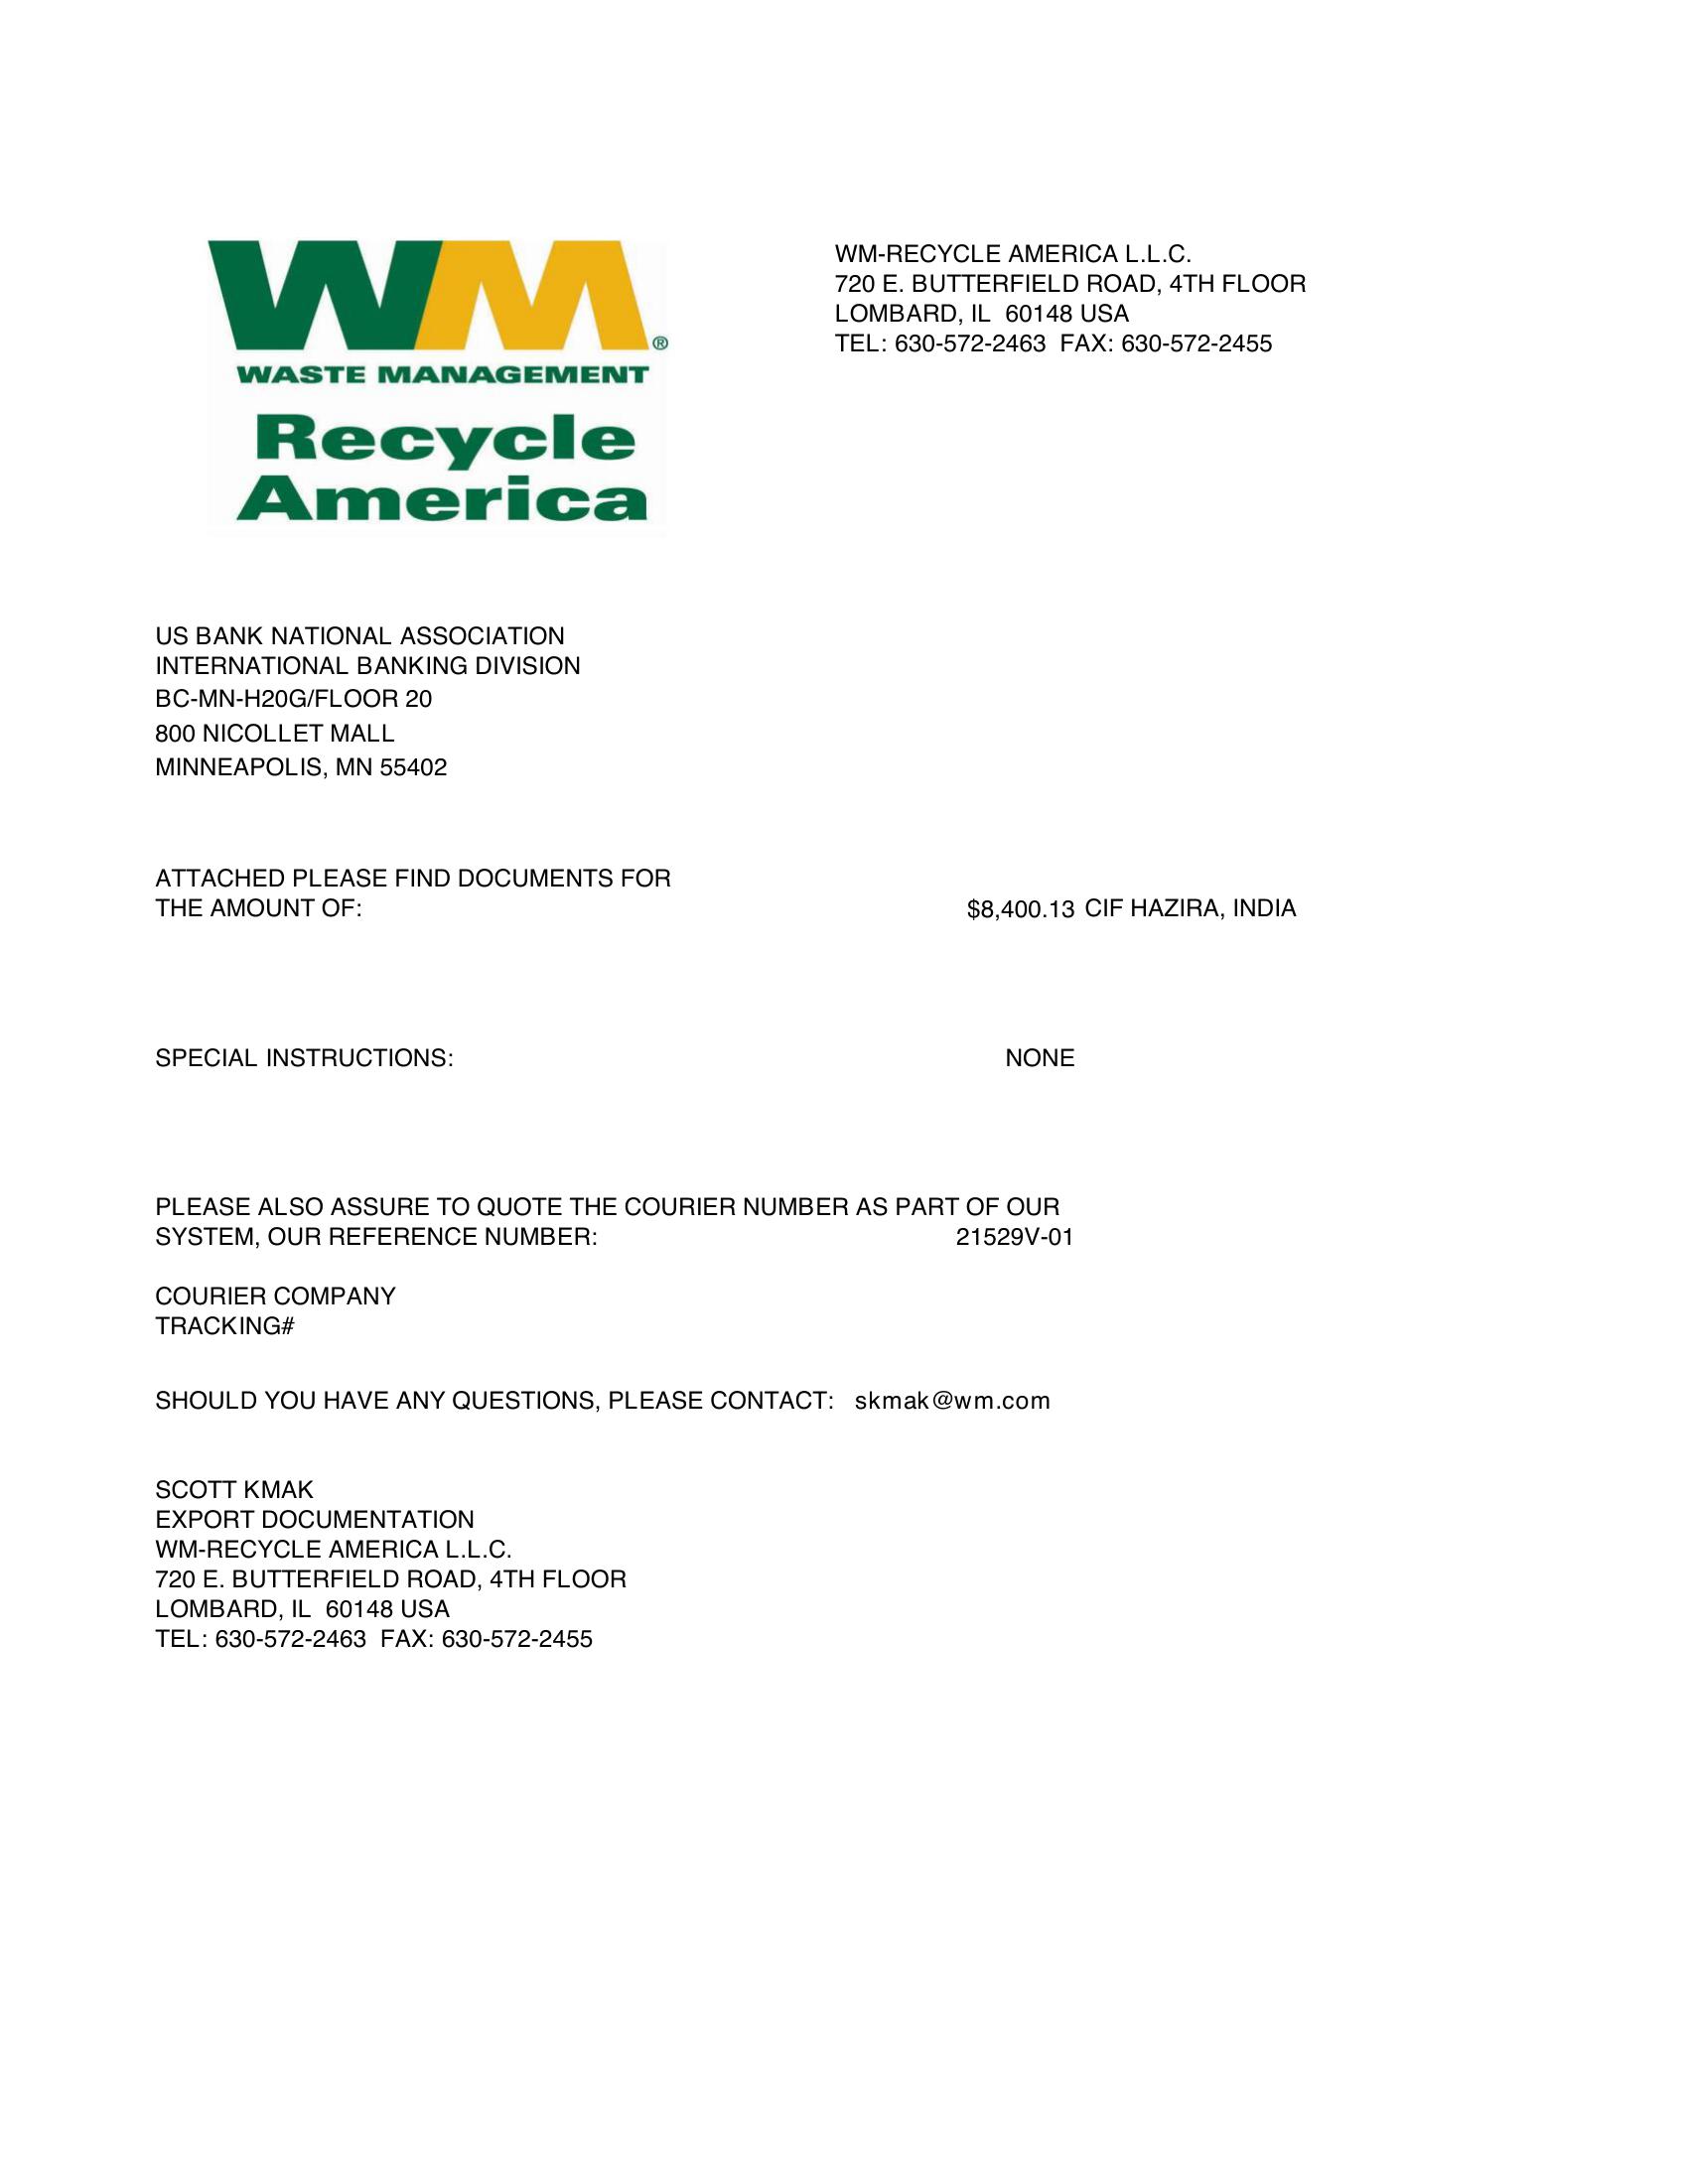 WM®
WASTE MANAGEMENT
Recycle
America
WM-RECYCLE AMERICA L.L.C.
720 E. BUTTERFIELD ROAD, 4TH FLOOR
LOMBARD, IL 60148 USA
TEL: 630-572-2463 FAX: 630-572-2455
US BANK NATIONAL ASSOCIATION
INTERNATIONAL BANKING DIVISION
BC-MN-H20G/FLOOR 20
800 NICOLLET MALL
MINNEAPOLIS, MN 55402
ATTACHED PLEASE FIND DOCUMENTS FOR
THE AMOUNT OF: $8,400.13 CIF HAZIRA, INDIA
SPECIAL INSTRUCTIONS: NONE
PLEASE ALSO ASSURE TO QUOTE THE COURIER NUMBER AS PART OF OUR
SYSTEM, OUR REFERENCE NUMBER: 21529V-01
COURIER COMPANY
TRACKING#
SHOULD YOU HAVE ANY QUESTIONS, PLEASE CONTACT: skmak@wm.com
SCOTT KMAK
EXPORT DOCUMENTATION
WM-RECYCLE AMERICA L.L.C.
720 E. BUTTERFIELD ROAD, 4TH FLOOR
LOMBARD, IL 60148 USA
TEL: 630-572-2463 FAX: 630-572-2455